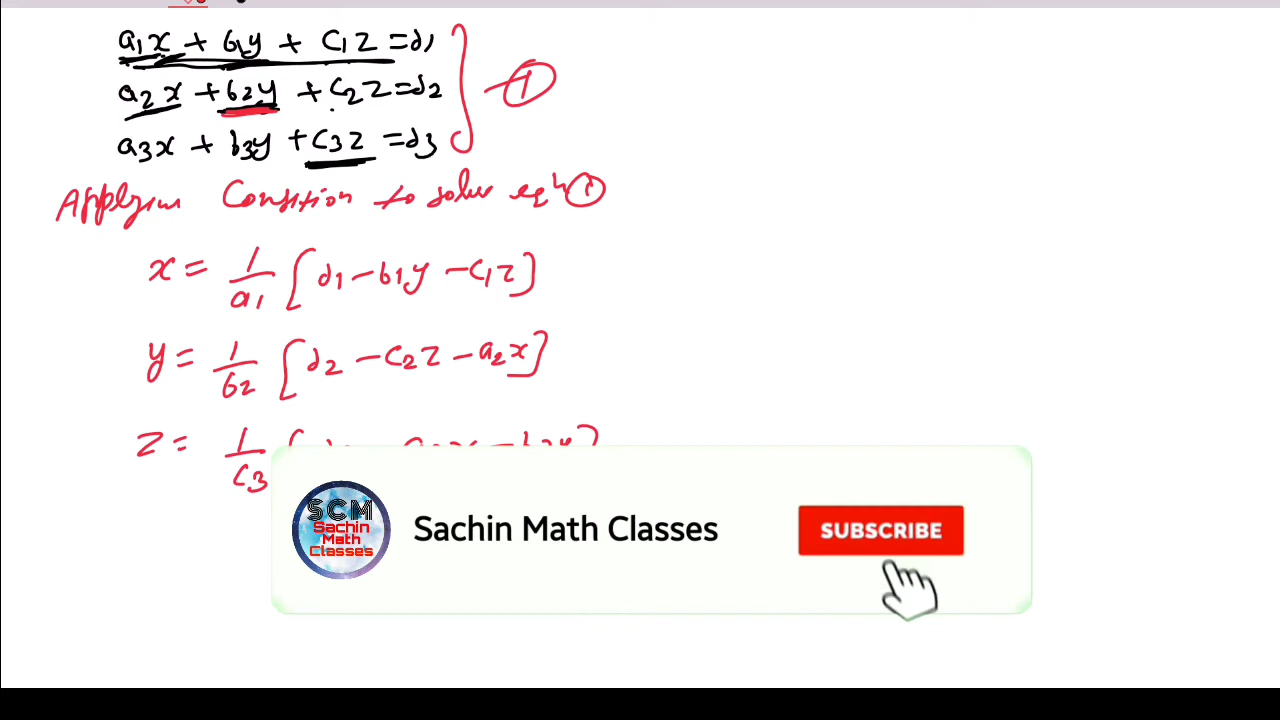 a1x + b1y + c1z = d1
a2x + b2y + c2z = d2
a3x + b3y + c3z = d3
1
Applying Condition to solve eqn 1
x = 1/a1 [d1 - b1y - c1z]
y = 1/b2 [d2 - c2z - a2x]
z = 1/c3 [
SCM
Sachin
Math
Classes
Sachin Math Classes
SUBSCRIBE